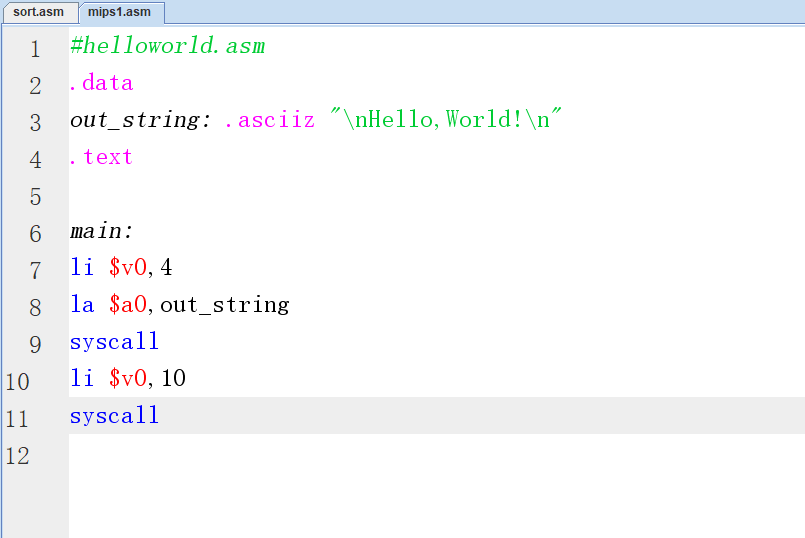 sort.asm mips1.asm
1 #helloworld.asm
2 .data
3 out_string: .asciiz "\nHello,World!\n"
4 .text
5
6 main:
7 li $v0,4
8 la $a0,out_string
9 syscall
10 li $v0,10
11 syscall
12